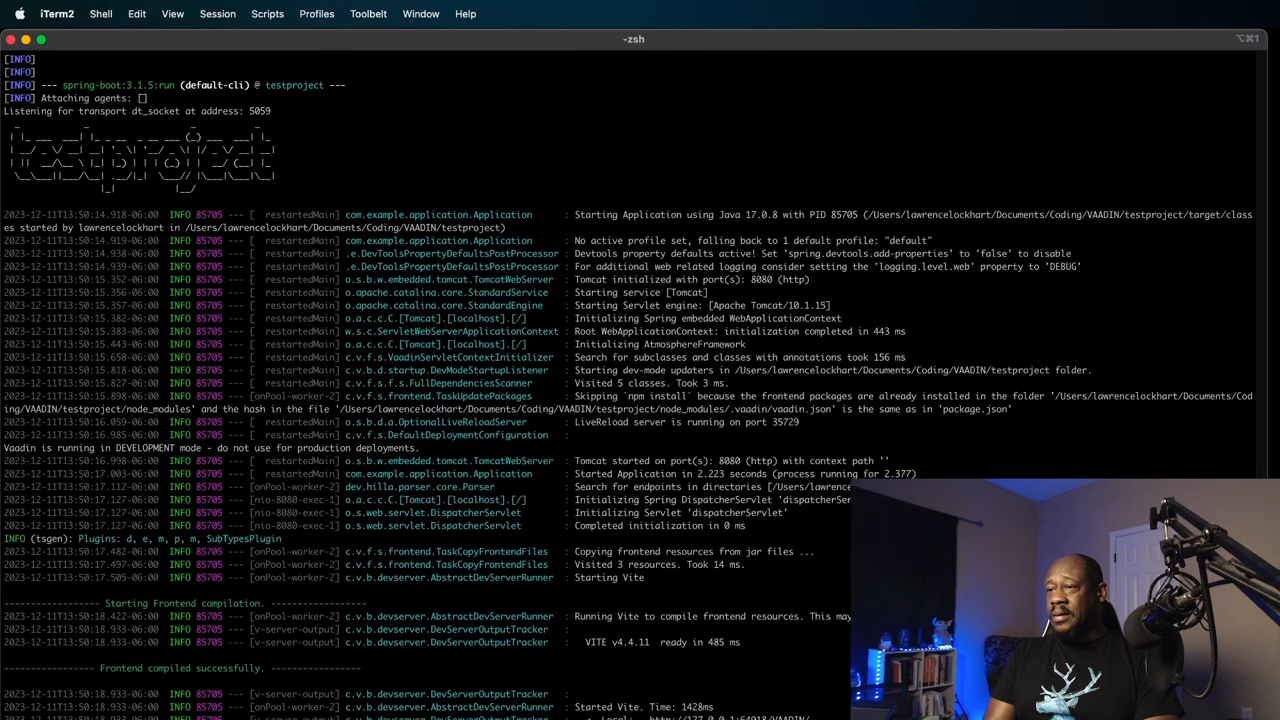 iTerm2 Shell Edit View Session Scripts Profiles Toolbelt Window Help
-zsh
⌥⌘1
[INFO]
[INFO]
[INFO] --- spring-boot:3.1.5:run (default-cli) @ testproject ---
[INFO] Attaching agents: []
Listening for transport dt_socket at address: 5059
testproject
2023-12-11T13:50:14.918-06:00 INFO 85705 --- [ restartedMain] com.example.application.Application : Starting Application using Java 17.0.8 with PID 85705 (/Users/lawrencelockhart/Documents/Coding/VAADIN/testproject/target/class
es started by lawrencelockhart in /Users/lawrencelockhart/Documents/Coding/VAADIN/testproject)
2023-12-11T13:50:14.919-06:00 INFO 85705 --- [ restartedMain] com.example.application.Application : No active profile set, falling back to 1 default profile: "default"
2023-12-11T13:50:14.938-06:00 INFO 85705 --- [ restartedMain] .e.DevToolsPropertyDefaultsPostProcessor : Devtools property defaults active! Set 'spring.devtools.add-properties' to 'false' to disable
2023-12-11T13:50:14.939-06:00 INFO 85705 --- [ restartedMain] .e.DevToolsPropertyDefaultsPostProcessor : For additional web related logging consider setting the 'logging.level.web' property to 'DEBUG'
2023-12-11T13:50:15.352-06:00 INFO 85705 --- [ restartedMain] o.s.b.w.embedded.tomcat.TomcatWebServer : Tomcat initialized with port(s): 8080 (http)
2023-12-11T13:50:15.356-06:00 INFO 85705 --- [ restartedMain] o.apache.catalina.core.StandardService : Starting service [Tomcat]
2023-12-11T13:50:15.357-06:00 INFO 85705 --- [ restartedMain] o.apache.catalina.core.StandardEngine : Starting Servlet engine: [Apache Tomcat/10.1.15]
2023-12-11T13:50:15.382-06:00 INFO 85705 --- [ restartedMain] o.a.c.c.C.[Tomcat].[localhost].[/] : Initializing Spring embedded WebApplicationContext
2023-12-11T13:50:15.383-06:00 INFO 85705 --- [ restartedMain] w.s.c.ServletWebServerApplicationContext : Root WebApplicationContext: initialization completed in 443 ms
2023-12-11T13:50:15.443-06:00 INFO 85705 --- [ restartedMain] o.a.c.c.C.[Tomcat].[localhost].[/] : Initializing AtmosphereFramework
2023-12-11T13:50:15.658-06:00 INFO 85705 --- [ restartedMain] c.v.f.s.VaadinServletContextInitializer : Search for subclasses and classes with annotations took 156 ms
2023-12-11T13:50:15.818-06:00 INFO 85705 --- [ restartedMain] c.v.b.d.startup.DevModeStartupListener : Starting dev-mode updaters in /Users/lawrencelockhart/Documents/Coding/VAADIN/testproject folder.
2023-12-11T13:50:15.827-06:00 INFO 85705 --- [ restartedMain] c.v.f.s.f.s.FullDependenciesScanner : Visited 5 classes. Took 3 ms.
2023-12-11T13:50:15.908-06:00 INFO 85705 --- [ restartedMain] c.v.f.s.frontend.TaskUpdatePackages : Skipping `npm install` because the frontend packages are already installed in the folder '/Users/lawrencelockhart/Documents/Cod
ing/VAADIN/testproject/node_modules' and the hash in the file '/Users/lawrencelockhart/Documents/Coding/VAADIN/testproject/node_modules/.vaadin/vaadin.json' is the same as in 'package.json'
2023-12-11T13:50:16.059-06:00 INFO 85705 --- [ restartedMain] o.s.b.d.a.OptionalLiveReloadServer : LiveReload server is running on port 35729
2023-12-11T13:50:16.985-06:00 INFO 85705 --- [ restartedMain] c.v.f.s.DefaultDeploymentConfiguration :
Vaadin is running in DEVELOPMENT mode - do not use for production deployments.
2023-12-11T13:50:16.998-06:00 INFO 85705 --- [ restartedMain] o.s.b.w.embedded.tomcat.TomcatWebServer : Tomcat started on port(s): 8080 (http) with context path ''
2023-12-11T13:50:17.003-06:00 INFO 85705 --- [ restartedMain] com.example.application.Application : Started Application in 2.223 seconds (process running for 2.377)
2023-12-11T13:50:17.112-06:00 INFO 85705 --- [onPool-worker-2] dev.hilla.parser.core.Parser : Search for endpoints in directories [/Users/lawrence
2023-12-11T13:50:17.127-06:00 INFO 85705 --- [nio-8080-exec-1] o.a.c.c.C.[Tomcat].[localhost].[/] : Initializing Spring DispatcherServlet 'dispatcherServ
2023-12-11T13:50:17.127-06:00 INFO 85705 --- [nio-8080-exec-1] o.s.web.servlet.DispatcherServlet : Initializing Servlet 'dispatcherServlet'
2023-12-11T13:50:17.127-06:00 INFO 85705 --- [nio-8080-exec-1] o.s.web.servlet.DispatcherServlet : Completed initialization in 0 ms
INFO (tsgen): Plugins: d, e, m, p, m, SubTypesPlugin
2023-12-11T13:50:17.482-06:00 INFO 85705 --- [onPool-worker-2] c.v.f.s.frontend.TaskCopyFrontendFiles : Copying frontend resources from jar files ...
2023-12-11T13:50:17.497-06:00 INFO 85705 --- [onPool-worker-2] c.v.f.s.frontend.TaskCopyFrontendFiles : Visited 3 resources. Took 14 ms.
2023-12-11T13:50:17.505-06:00 INFO 85705 --- [onPool-worker-2] c.v.b.devserver.AbstractDevServerRunner : Starting Vite
------------------ Starting Frontend compilation. ------------------
2023-12-11T13:50:18.422-06:00 INFO 85705 --- [onPool-worker-2] c.v.b.devserver.AbstractDevServerRunner : Running Vite to compile frontend resources. This may
2023-12-11T13:50:18.933-06:00 INFO 85705 --- [v-server-output] c.v.b.devserver.DevServerOutputTracker :
2023-12-11T13:50:18.933-06:00 INFO 85705 --- [v-server-output] c.v.b.devserver.DevServerOutputTracker : VITE v4.4.11 ready in 485 ms
----------------- Frontend compiled successfully. -----------------
2023-12-11T13:50:18.933-06:00 INFO 85705 --- [v-server-output] c.v.b.devserver.DevServerOutputTracker :
2023-12-11T13:50:18.933-06:00 INFO 85705 --- [onPool-worker-2] c.v.b.devserver.AbstractDevServerRunner : Started Vite. Time: 1428ms